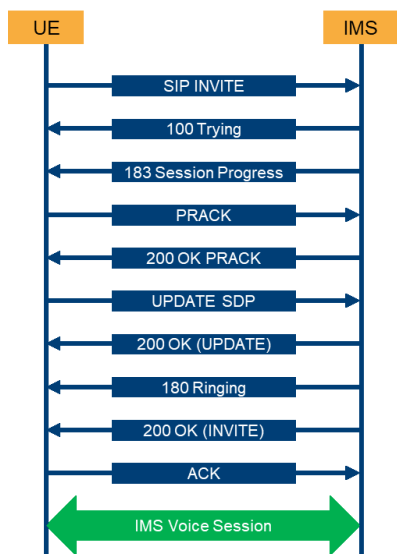 UE
IMS
SIP INVITE
100 Trying
183 Session Progress
PRACK
200 OK PRACK
UPDATE SDP
200 OK (UPDATE)
180 Ringing
200 OK (INVITE)
ACK
IMS Voice Session